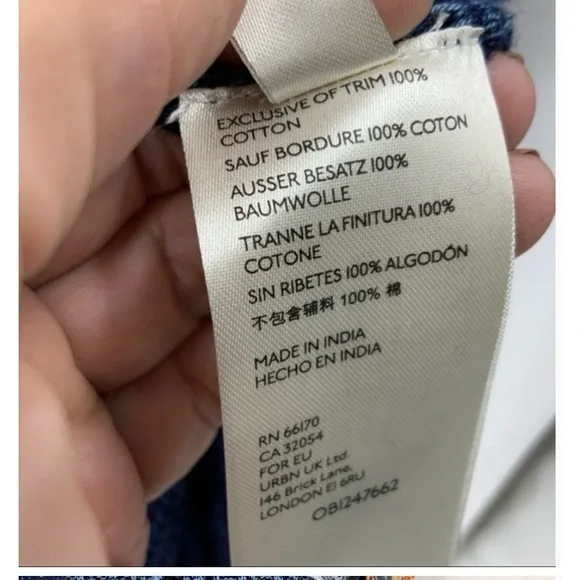 EXCLUSIVE OF TRIM 100%
COTTON
SAUF BORDURE 100% COTON
AUSSER BESATZ 100%
BAUMWOLLE
TRANNE LA FINITURA 100%
COTONE
SIN RIBETES 100% ALGODÓN
不包含辅料 100% 棉
MADE IN INDIA
HECHO EN INDIA
RN 66170
CA 32054
FOR EU
URBN UK Ltd.
146 Brick Lane,
LONDON E1 6RU
OB1247662